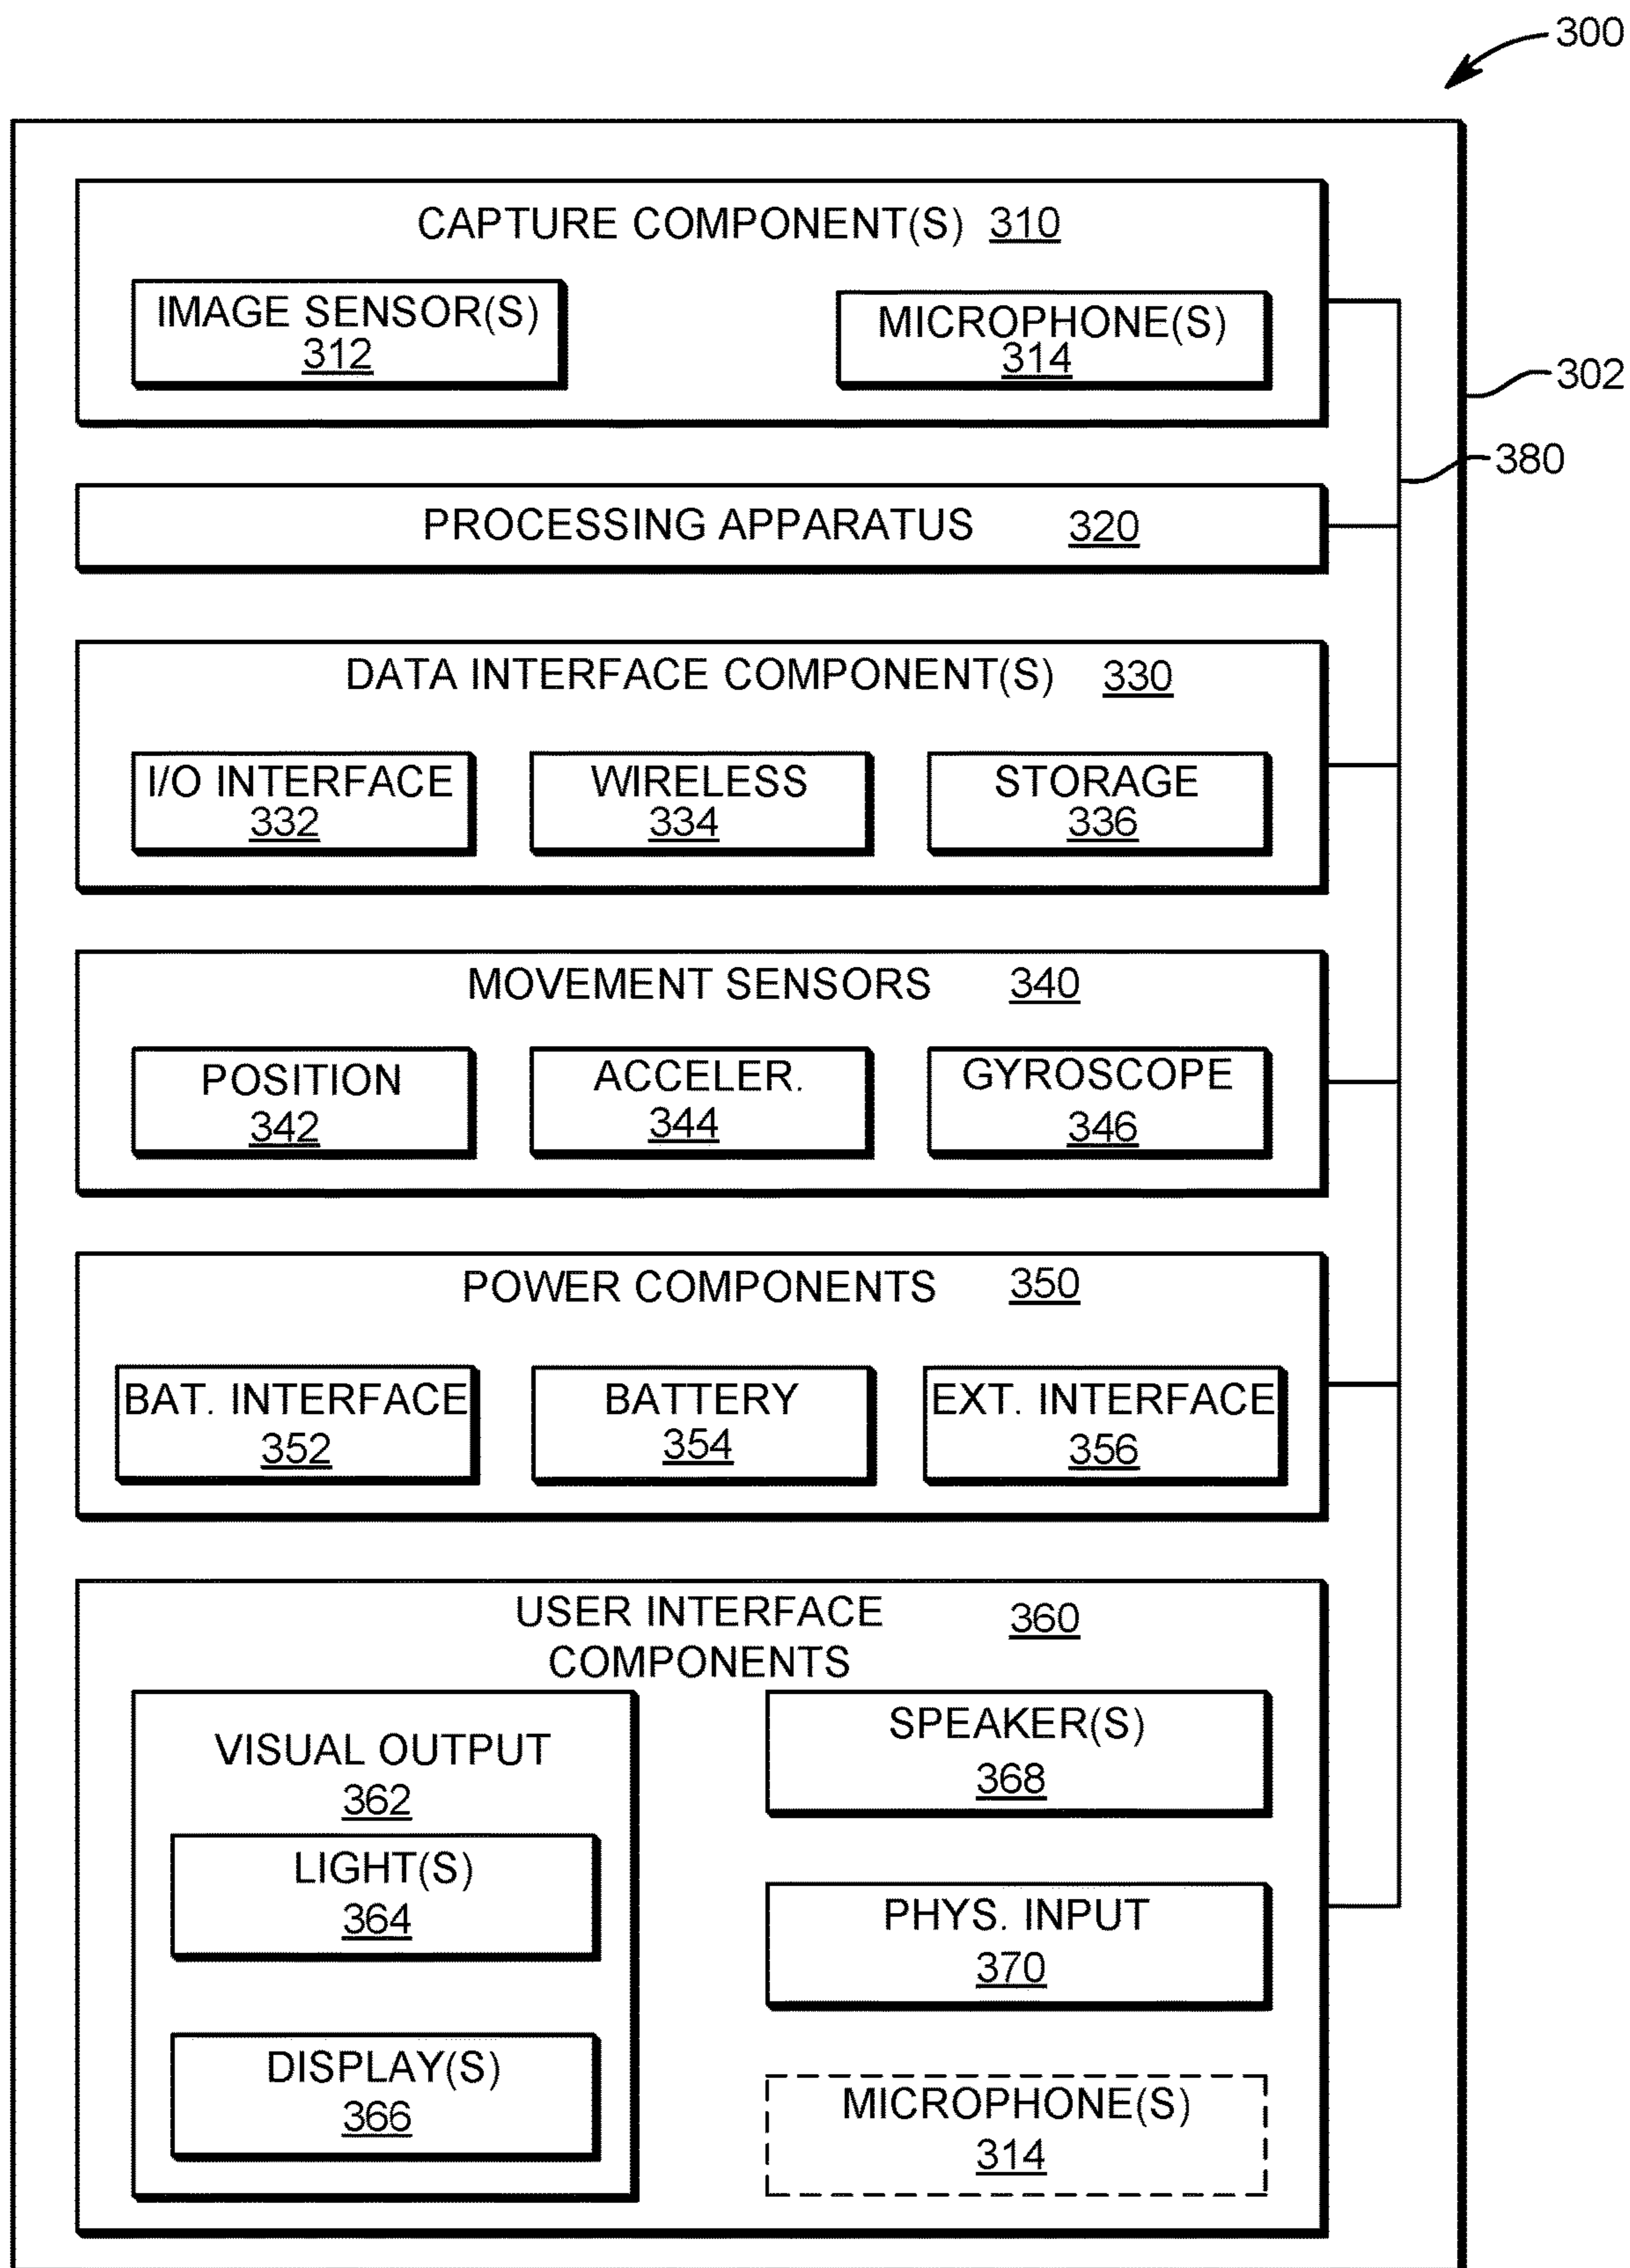 300
CAPTURE COMPONENT(S) 310
IMAGE SENSOR(S)
312
MICROPHONE(S)
314
302
380
PROCESSING APPARATUS 320
DATA INTERFACE COMPONENT(S) 330
I/O INTERFACE
332
WIRELESS
334
STORAGE
336
MOVEMENT SENSORS 340
POSITION
342
ACCELER.
344
GYROSCOPE
346
POWER COMPONENTS 350
BAT. INTERFACE
352
BATTERY
354
EXT. INTERFACE
356
USER INTERFACE 360
COMPONENTS
VISUAL OUTPUT
362
LIGHT(S)
364
DISPLAY(S)
366
SPEAKER(S)
368
PHYS. INPUT
370
MICROPHONE(S)
314